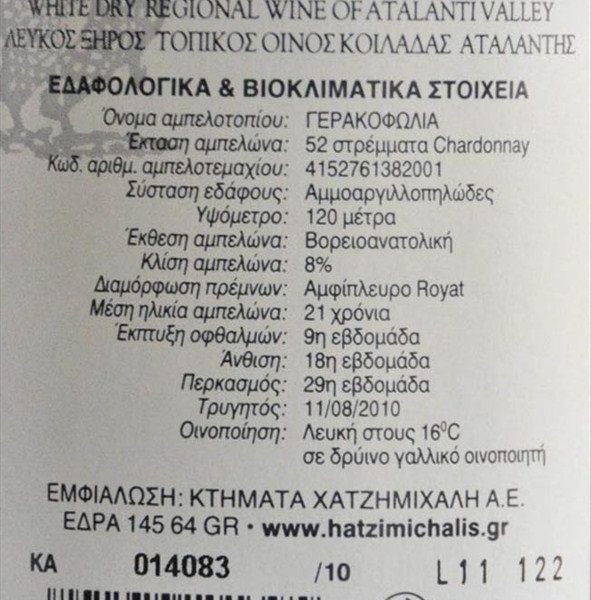 WHITE DRY REGIONAL WINE OF ATALANTI VALLEY
ΛΕΥΚΟΣ ΞΗΡΟΣ ΤΟΠΙΚΟΣ ΟΙΝΟΣ ΚΟΙΛΑΔΑΣ ΑΤΑΛΑΝΤΗΣ
ΕΔΑΦΟΛΟΓΙΚΑ & ΒΙΟΚΛΙΜΑΤΙΚΑ ΣΤΟΙΧΕΙΑ
Όνομα αμπελοτοπίου: ΓΕΡΑΚΟΦΩΛΙΑ
Έκταση αμπελώνα: 52 στρέμματα Chardonnay
Κωδ. αριθμ. αμπελοτεμαχίου: 4152761382001
Σύσταση εδάφους: Αμμοαργιλλοπηλώδες
Υψόμετρο: 120 μέτρα
Έκθεση αμπελώνα: Βορειοανατολική
Κλίση αμπελώνα: 8%
Διαμόρφωση πρέμνων: Αμφίπλευρο Royat
Μέση ηλικία αμπελώνα: 21 χρόνια
Έκπτυξη οφθαλμών: 9η εβδομάδα
Άνθιση: 18η εβδομάδα
Περκασμός: 29η εβδομάδα
Τρυγητός: 11/08/2010
Οινοποίηση: Λευκή στους 16⁰C
σε δρύινο γαλλικό οινοποιητή
ΕΜΦΙΑΛΩΣΗ: ΚΤΗΜΑΤΑ ΧΑΤΖΗΜΙΧΑΛΗ Α.Ε.
ΕΔΡΑ 145 64 GR • www.hatzimichalis.gr
ΚΑ 014083 /10 L11 122